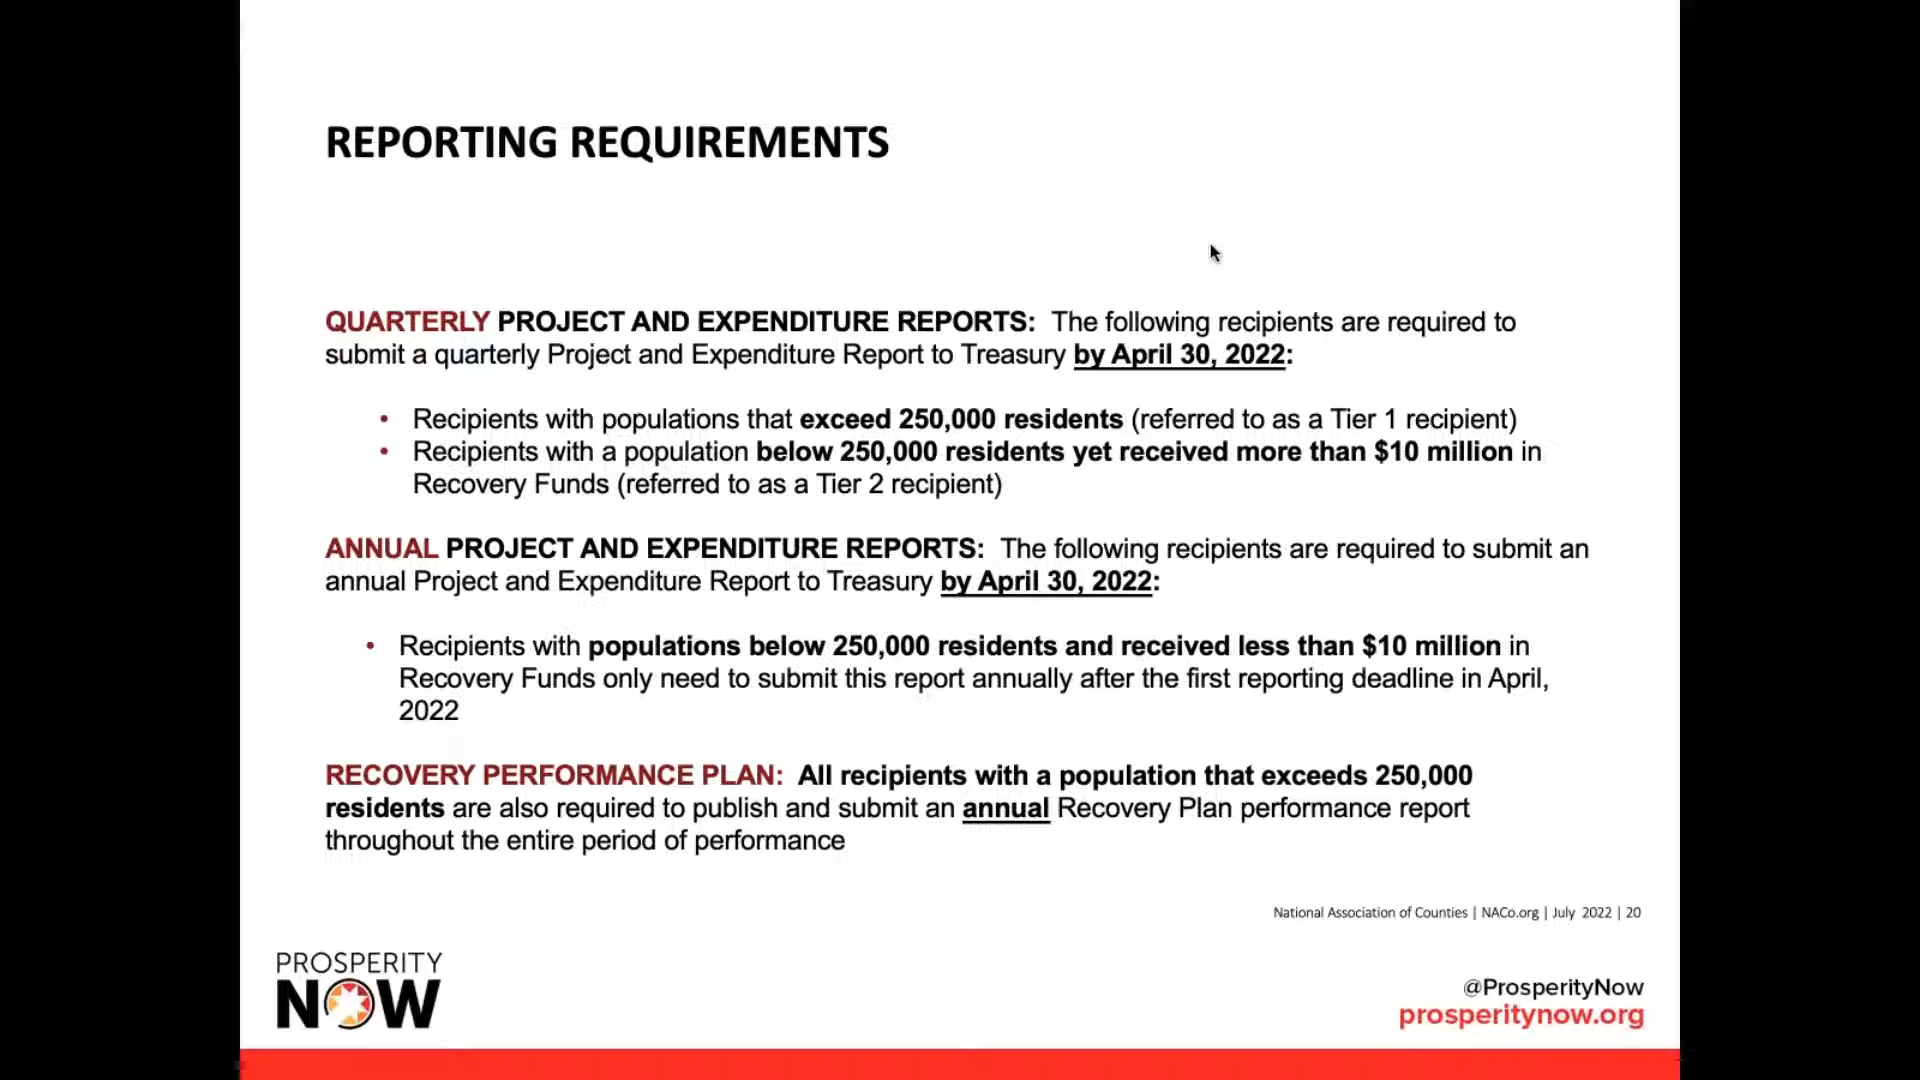 REPORTING REQUIREMENTS
QUARTERLY PROJECT AND EXPENDITURE REPORTS: The following recipients are required to
submit a quarterly Project and Expenditure Report to Treasury by April 30, 2022:
• Recipients with populations that exceed 250,000 residents (referred to as a Tier 1 recipient)
• Recipients with a population below 250,000 residents yet received more than $10 million in
Recovery Funds (referred to as a Tier 2 recipient)
ANNUAL PROJECT AND EXPENDITURE REPORTS: The following recipients are required to submit an
annual Project and Expenditure Report to Treasury by April 30, 2022:
• Recipients with populations below 250,000 residents and received less than $10 million in
Recovery Funds only need to submit this report annually after the first reporting deadline in April,
2022
RECOVERY PERFORMANCE PLAN: All recipients with a population that exceeds 250,000
residents are also required to publish and submit an annual Recovery Plan performance report
throughout the entire period of performance
National Association of Counties | NACo.org | July 2022 | 20
PROSPERITY
NOW
@ProsperityNow
prosperitynow.org